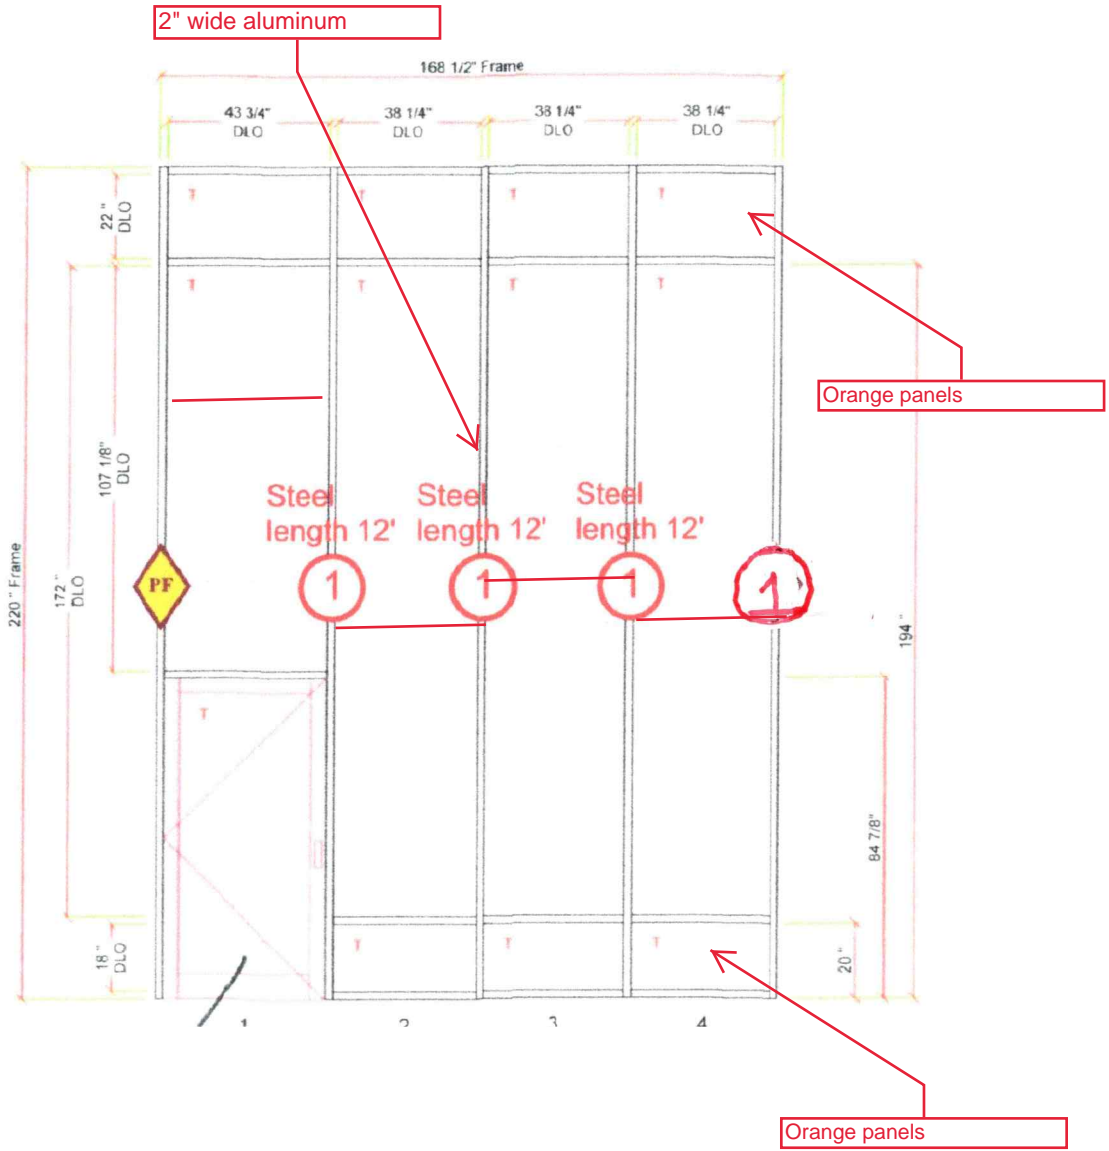 2" wide aluminum
168 1/2" Frame
43 3/4"
DLO
38 1/4"
DLO
38 1/4"
DLO
38 1/4"
DLO
22 "
DLO
T
T
T
T
T
T
T
T
Orange panels
107 1/8"
DLO
Steel
length 12'
Steel
length 12'
Steel
length 12'
PF
1
1
1
1
220 " Frame
172 "
DLO
194 "
T
84 7/8"
18 "
DLO
T
T
T
20 "
1
2
3
4
Orange panels